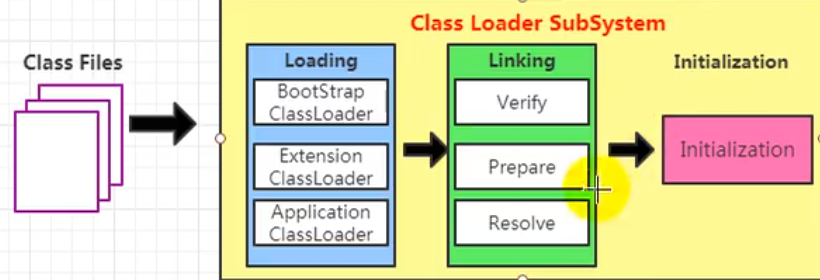 Class Loader SubSystem
Class Files
Loading
BootStrap
ClassLoader
Extension
ClassLoader
Application
ClassLoader
Linking
Verify
Prepare
Resolve
Initialization
Initialization